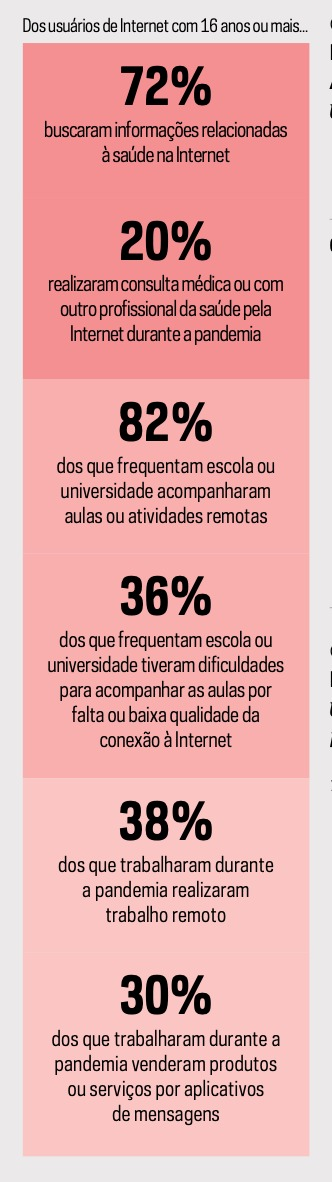 Dos usuários de Internet com 16 anos ou mais...
72%
buscaram informações relacionadas
à saúde na Internet
20%
realizaram consulta médica ou com
outro profissional da saúde pela
Internet durante a pandemia
82%
dos que frequentam escola ou
universidade acompanharam
aulas ou atividades remotas
36%
dos que frequentam escola ou
universidade tiveram dificuldades
para acompanhar as aulas por
falta ou baixa qualidade da
conexão à Internet
38%
dos que trabalharam durante
a pandemia realizaram
trabalho remoto
30%
dos que trabalharam durante a
pandemia venderam produtos
ou serviços por aplicativos
de mensagens